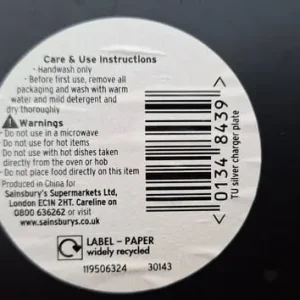 Care & Use Instructions
- Handwash only
- Before first use, remove all
packaging and wash with warm
water and mild detergent and
dry thoroughly
Warnings
- Do not use in a microwave
- Do not use for hot items
- Do not use with hot dishes taken
directly from the oven or hob
- Do not place food directly on this item
Produced in China for
Sainsbury's Supermarkets Ltd,
London EC1N 2HT. Careline on
0800 636262 or visit
www.sainsburys.co.uk
< 0134 8439 >
TU silver charger plate
LABEL – PAPER
widely recycled
119506324 30143